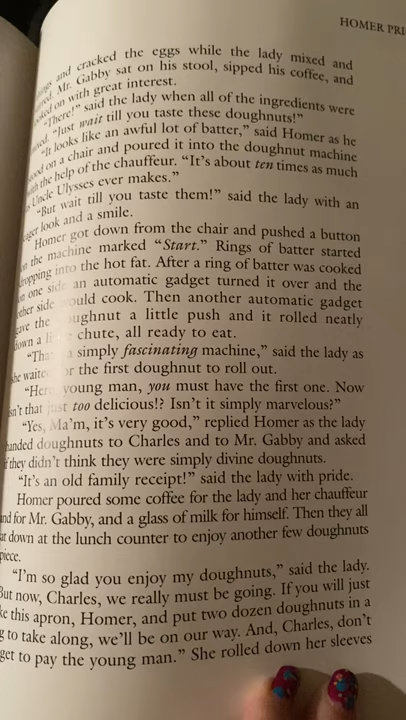 HOMER PRI
and cracked the eggs while the lady mixed and
Mr. Gabby sat on his stool, sipped his coffee, and
on with great interest.
"There!" said the lady when all of the ingredients were
"Just wait till you taste these doughnuts!"
"It looks like an awful lot of batter," said Homer as he
on a chair and poured it into the doughnut machine
with the help of the chauffeur. "It's about ten times as much
Uncle Ulysses ever makes."
"But wait till you taste them!" said the lady with an
look and a smile.
Homer got down from the chair and pushed a button
on the machine marked "Start." Rings of batter started
dropping into the hot fat. After a ring of batter was cooked
on one side an automatic gadget turned it over and the
other side would cook. Then another automatic gadget
gave the doughnut a little push and it rolled neatly
down a chute, all ready to eat.
simply fascinating machine," said the lady as
she waited for the first doughnut to roll out.
"Here young man, you must have the first one. Now
isn't that just too delicious!? Isn't it simply marvelous?"
"Yes, Ma'm, it's very good," replied Homer as the lady
handed doughnuts to Charles and to Mr. Gabby and asked
if they didn't think they were simply divine doughnuts.
"It's an old family receipt!" said the lady with pride.
Homer poured some coffee for the lady and her chauffeur
and for Mr. Gabby, and a glass of milk for himself. Then they all
at down at the lunch counter to enjoy another few doughnuts
piece.
"I'm so glad you enjoy my doughnuts," said the lady.
But now, Charles, we really must be going. If you will just
ke this apron, Homer, and put two dozen doughnuts in a
g to take along, we'll be on our way. And, Charles, don't
get to pay the young man." She rolled down her sleeves